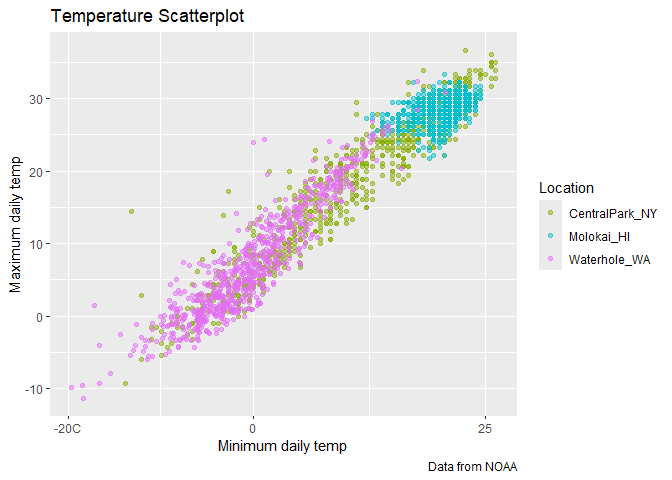 Temperature Scatterplot
Maximum daily temp
30
20
10
0
-10
-20C
0
25
Minimum daily temp
Location
CentralPark_NY
Molokai_HI
Waterhole_WA
Data from NOAA